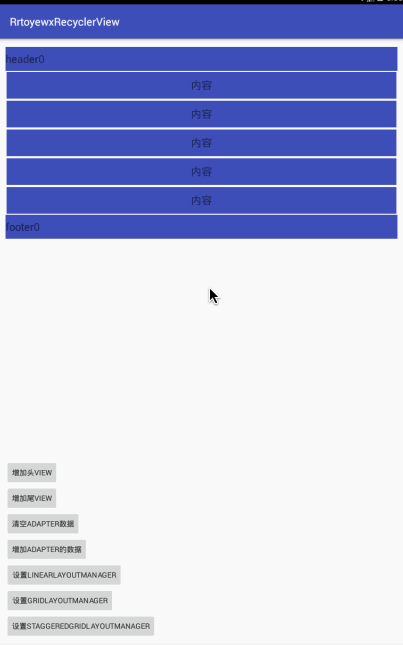 RrtoyewxRecyclerView
header0
内容
内容
内容
内容
内容
footer0
增加头VIEW
增加尾VIEW
清空ADAPTER数据
增加ADAPTER的数据
设置LINEARLAYOUTMANAGER
设置GRIDLAYOUTMANAGER
设置STAGGEREDGRIDLAYOUTMANAGER